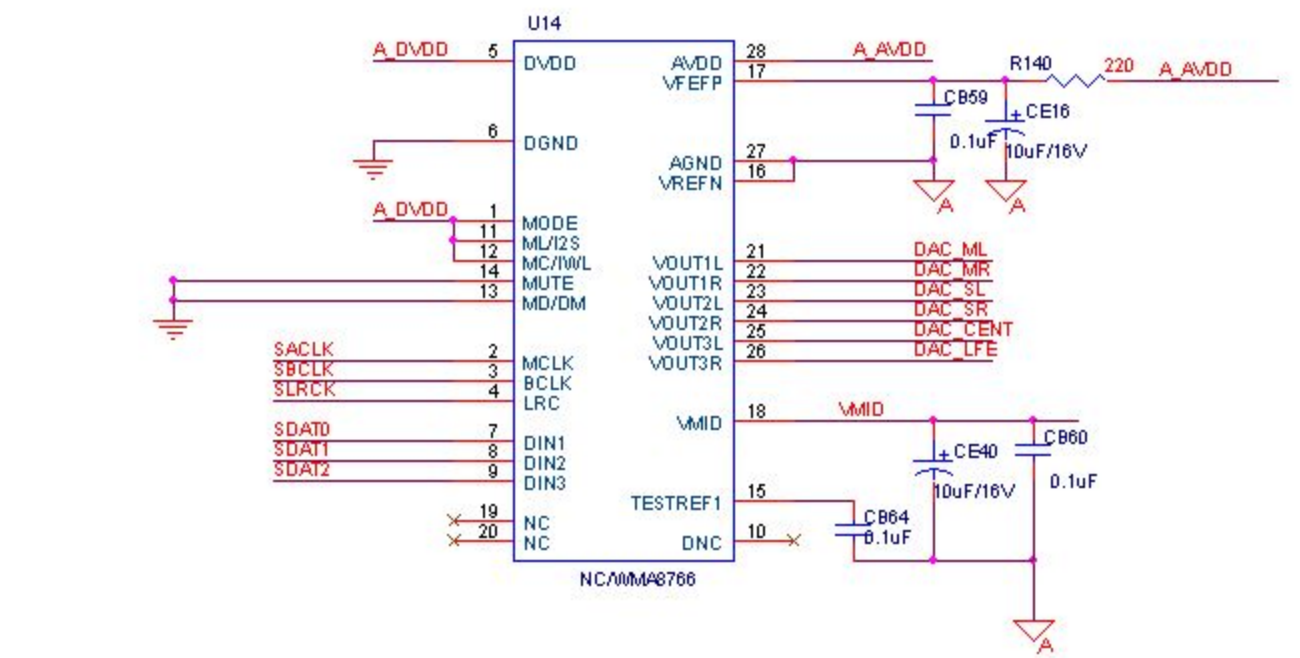 U14
A_DVDD 5 DVDD AVDD 28 A_AVDD
VFEFP 17 R140 220 A_AVDD
CB59
0.1uF
CE16
+
10uF/16V
6 DGND
AGND 27
VREFN 16
A A
A_DVDD 1 MODE
11 ML/I2S
12 MC/IWL
14 MUTE
13 MD/DM
VOUT1L 21 DAC_ML
VOUT1R 22 DAC_MR
VOUT2L 23 DAC_SL
VOUT2R 24 DAC_SR
VOUT3L 25 DAC_CENT
VOUT3R 26 DAC_LFE
SACLK 2 MCLK
SBCLK 3 BCLK
SLRCK 4 LRC
VMID 18 VMID
SDAT0 7 DIN1
SDAT1 8 DIN2
SDAT2 9 DIN3
+
CE40
10uF/16V
CB60
0.1uF
TESTREF1 15
CB64
0.1uF
19 NC
20 NC
DNC 10
NC/WMA8766
A